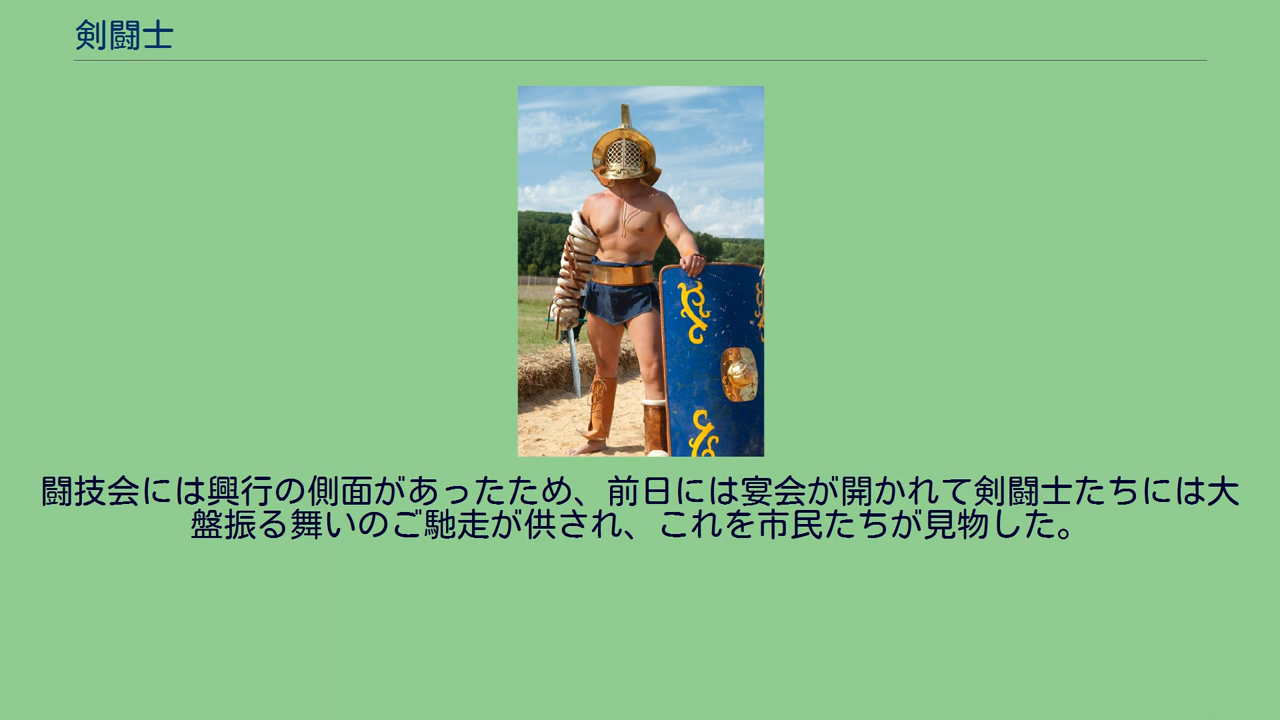 剣闘士
闘技会には興行の側面があったため、前日には宴会が開かれて剣闘士たちには大
盤振る舞いのご馳走が供され、これを市民たちが見物した。